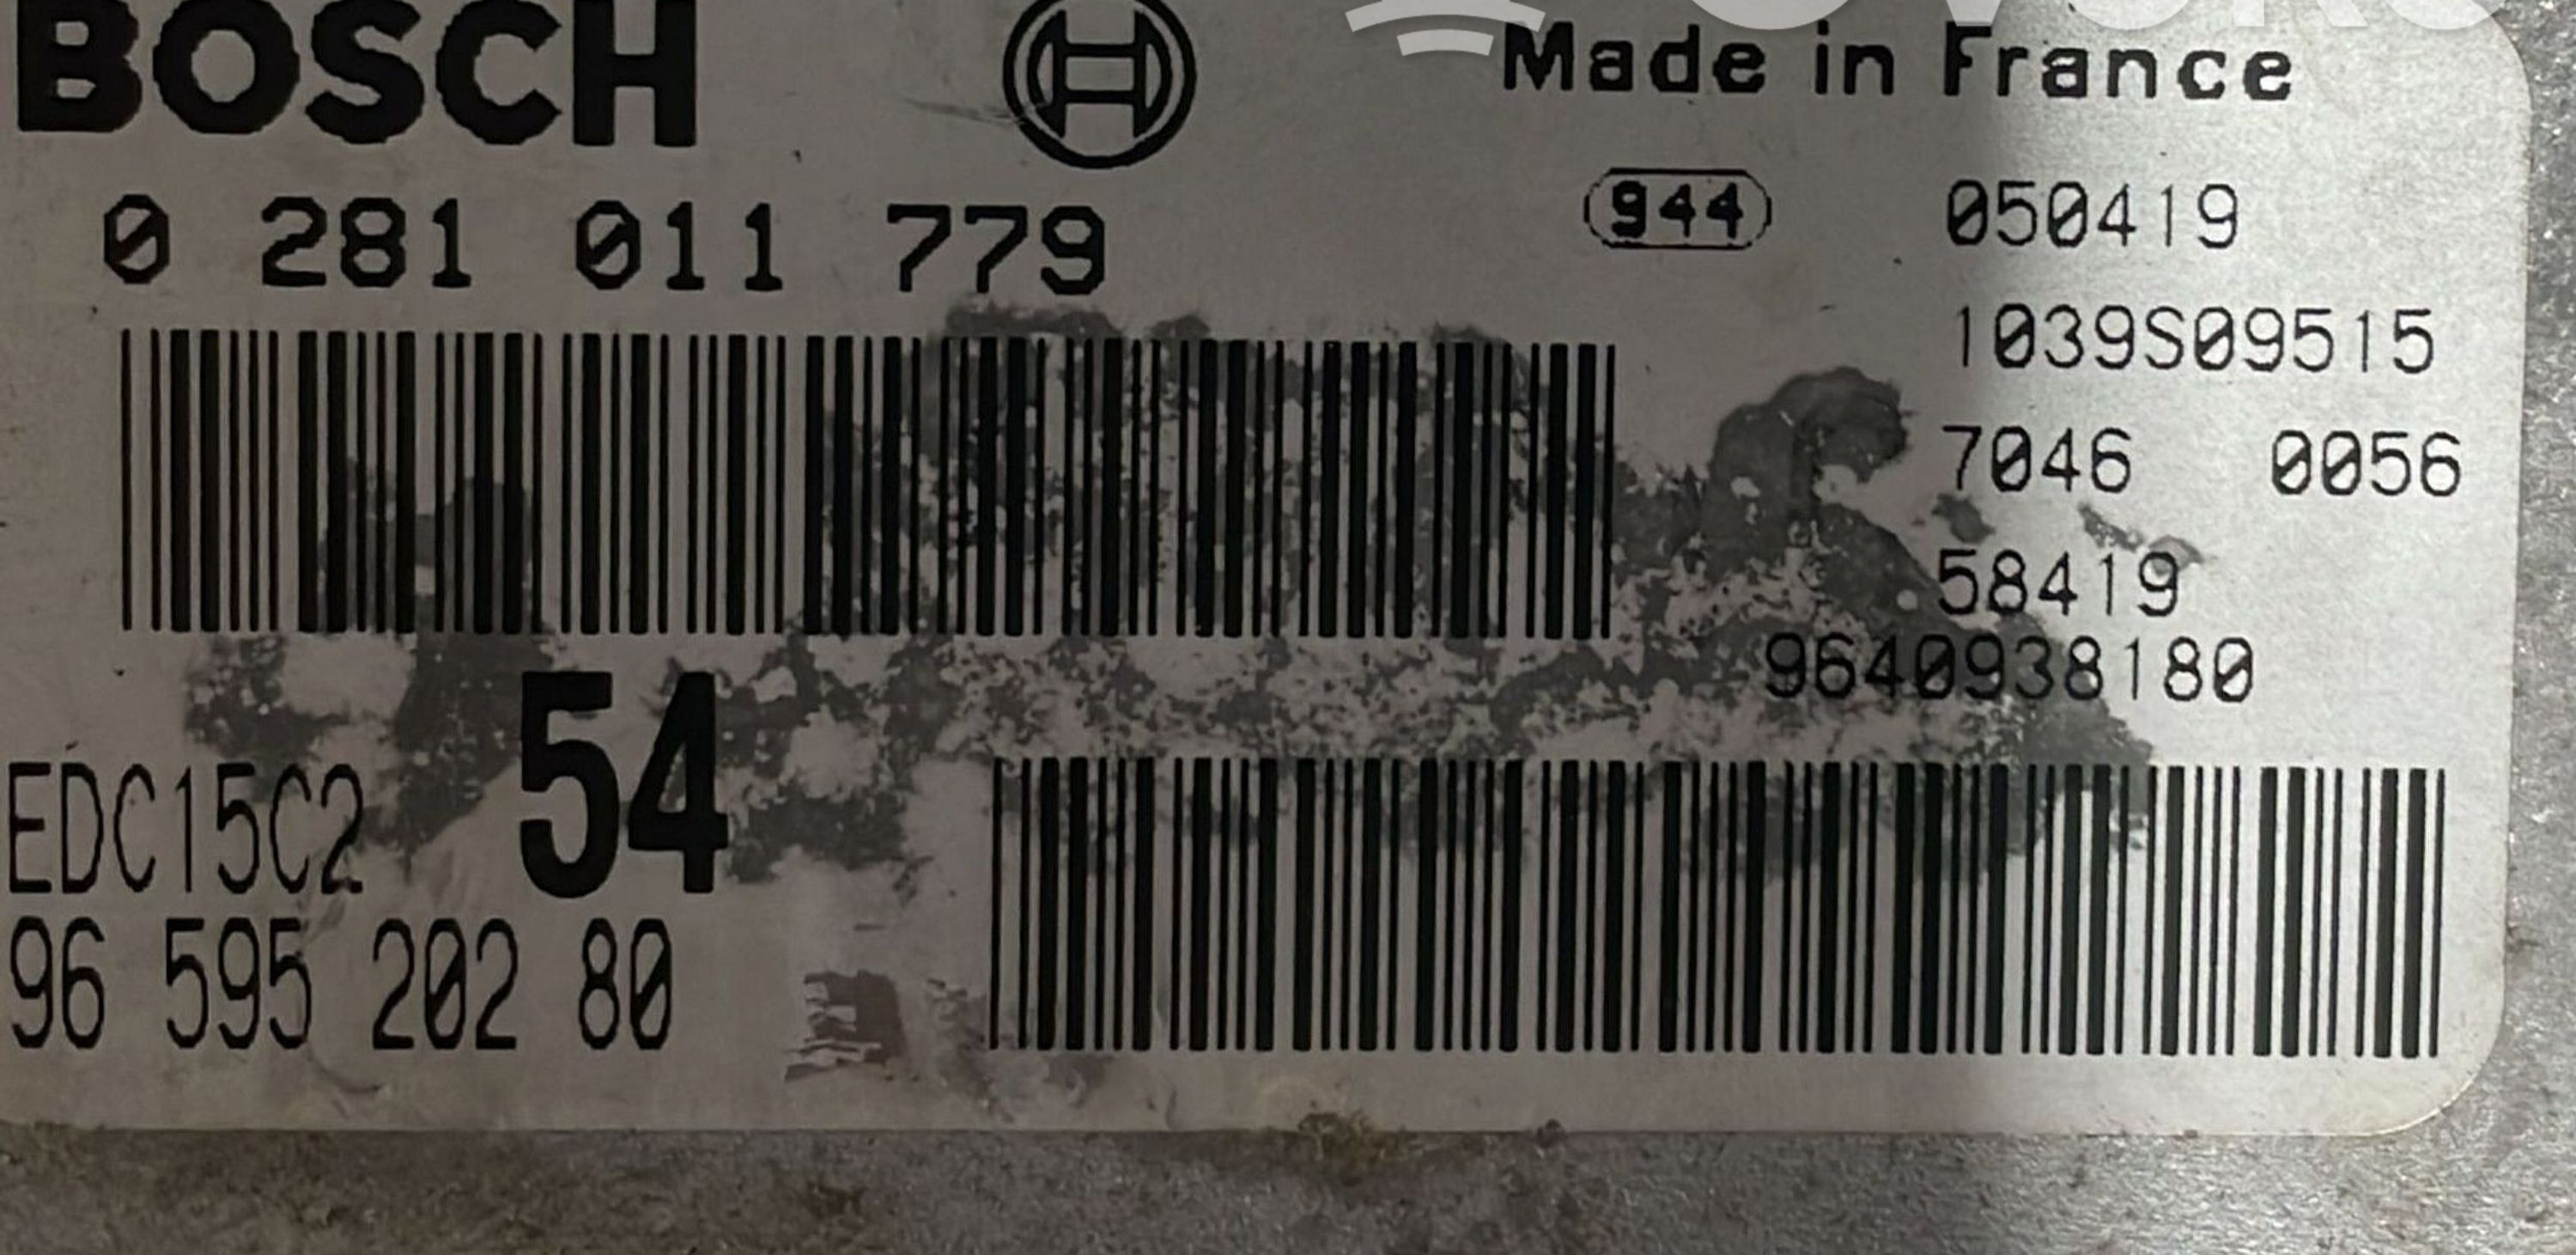 BOSCH
Made in France
0 281 011 779
944 050419
1039S09515
7046 0056
58419
9640938180
EDC15C2 54
96 595 202 80